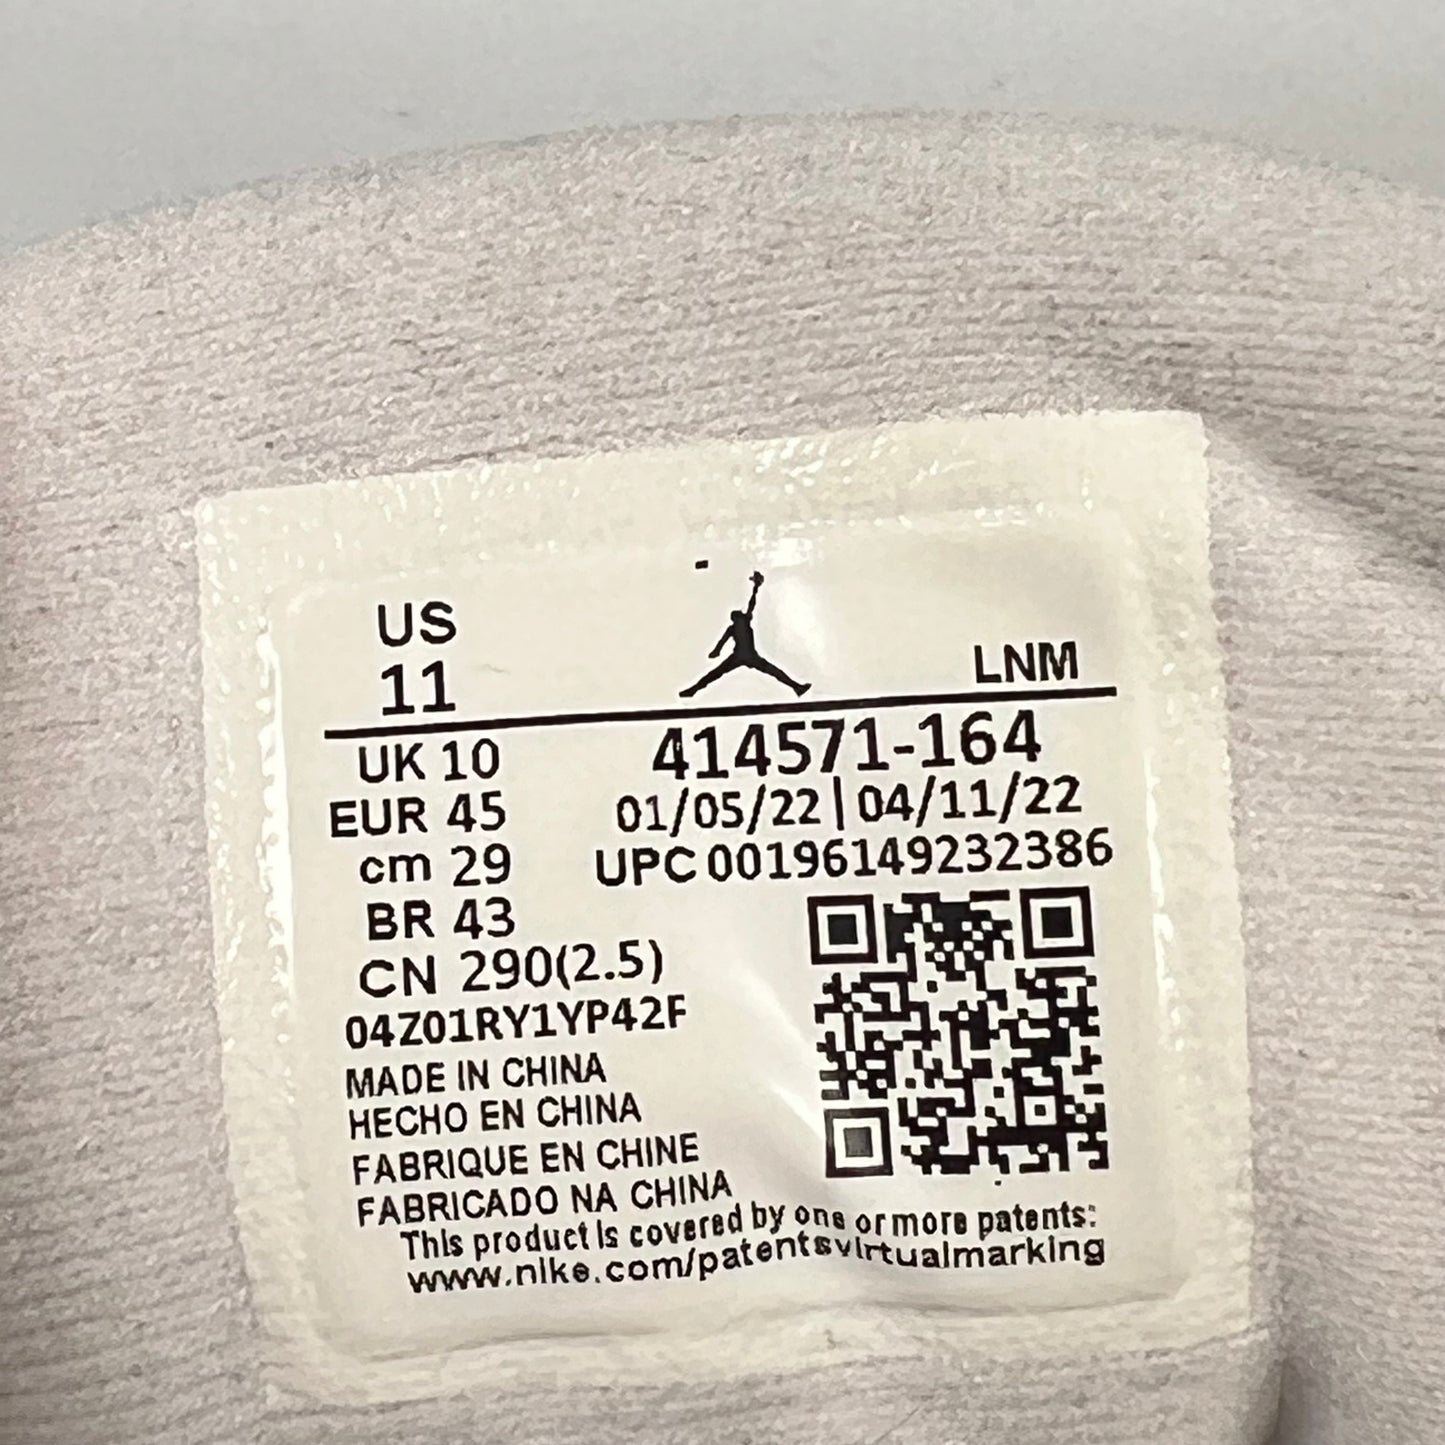 US
11
LNM
UK 10
414571-164
EUR 45
01/05/22 | 04/11/22
cm 29
UPC 00196149232386
BR 43
CN 290(2.5)
04Z01RY1YP42F
MADE IN CHINA
HECHO EN CHINA
FABRIQUE EN CHINE
FABRICADO NA CHINA
This product is covered by one or more patents:
www.nike.com/patentsvirtualmarking